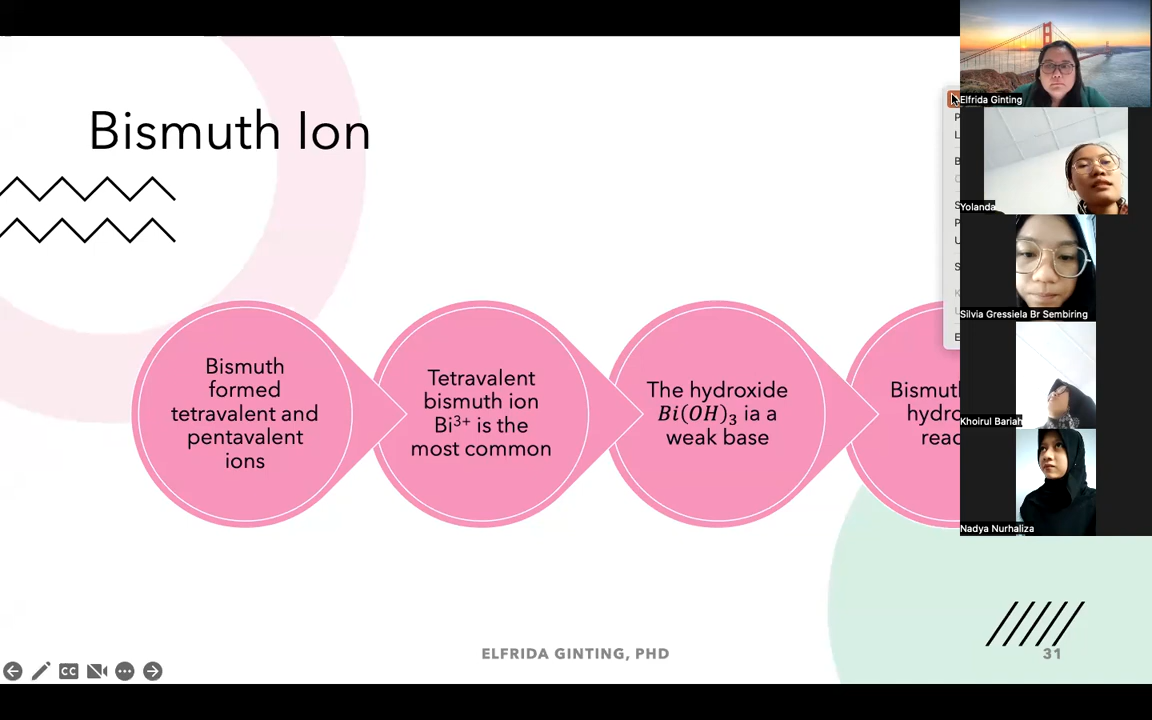 Bismuth Ion
Bismuth
formed
tetravalent and
pentavalent
ions
Tetravalent
bismuth ion
Bi³⁺ is the
most common
The hydroxide
𝐵𝑖(𝑂𝐻)₃ ia a
weak base
Bismut
hydro
reac
ELFRIDA GINTING, PHD
31
CC
Elfrida Ginting
Yolanda
Silvia Gressiela Br Sembiring
Khoirul Bariah
Nadya Nurhaliza